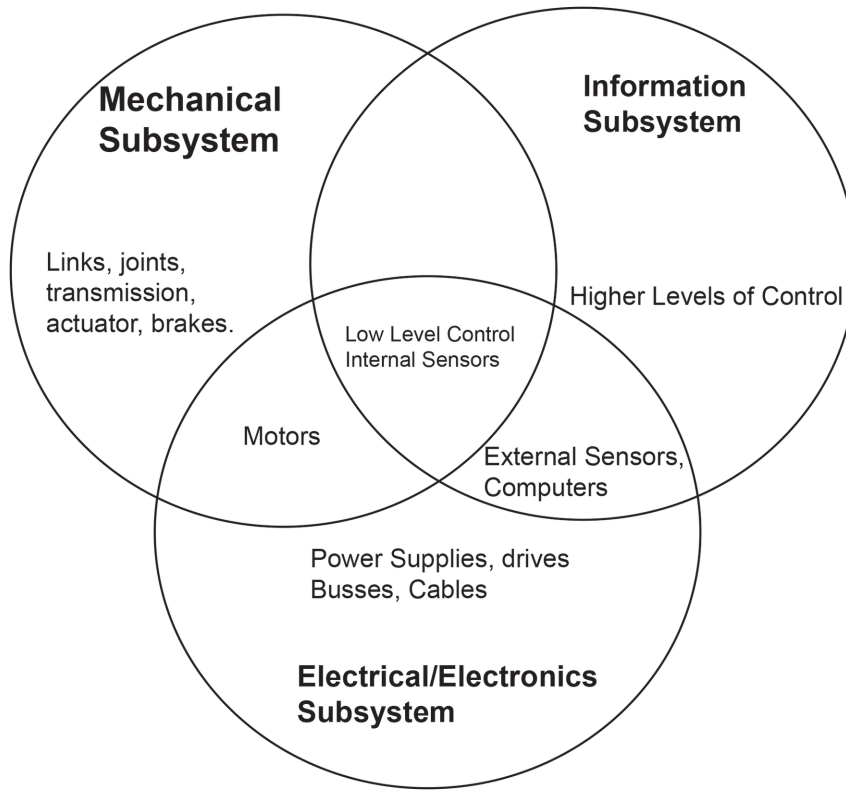 Mechanical
Subsystem
Information
Subsystem
Links, joints,
transmission,
actuator, brakes.
Higher Levels of Control
Low Level Control
Internal Sensors
Motors
External Sensors,
Computers
Power Supplies, drives
Busses, Cables
Electrical/Electronics
Subsystem